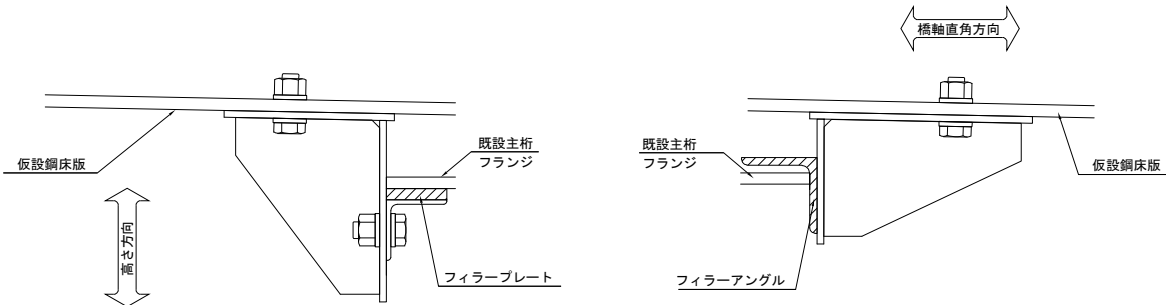 橋軸直角方向
仮設鋼床版
既設主桁
フランジ
高さ方向
フィラープレート
既設主桁
フランジ
仮設鋼床版
フィラーアングル